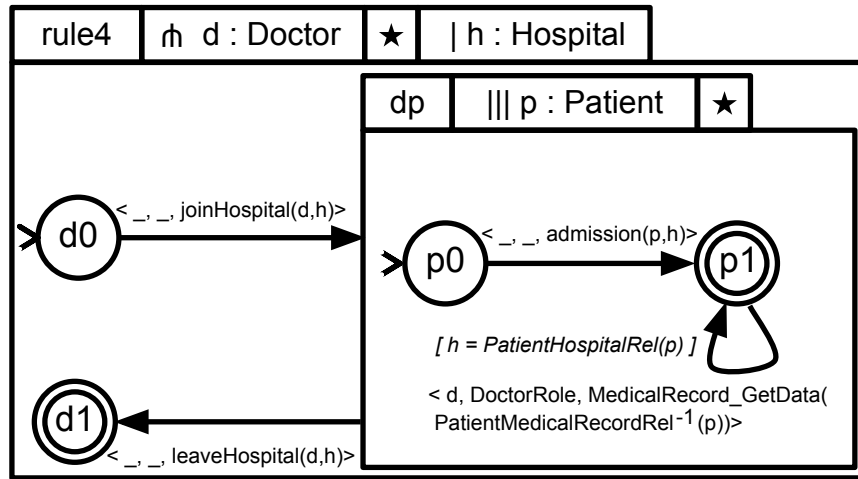 rule4 ⋔ d : Doctor ★ | h : Hospital
dp ||| p : Patient ★
< _, _, joinHospital(d,h)>
d0
< _, _, admission(p,h)>
p0
p1
[ h = PatientHospitalRel(p) ]
< d, DoctorRole, MedicalRecord_GetData(
PatientMedicalRecordRel⁻¹(p))>
d1
< _, _, leaveHospital(d,h)>